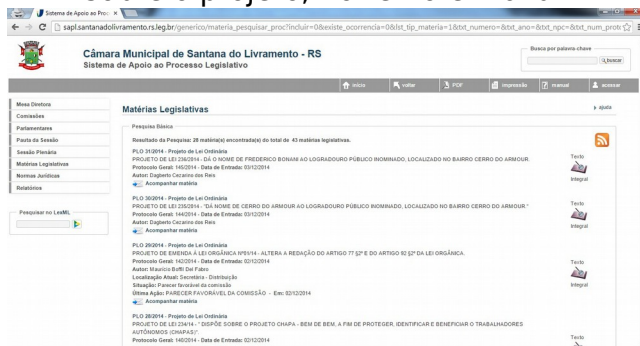 Sistema de Apoio ao Proc
sapl.santanadolivramento.rs.leg.br/generico/materia_pesquisar_proc?incluir=0&existe_ocorrencia=0&lst_tip_materia=1&txt_numero=&txt_ano=&txt_npc=&txt_num_proto
Câmara Municipal de Santana do Livramento - RS
Sistema de Apoio ao Processo Legislativo
Busca por palavra-chave
buscar
início voltar PDF impressão manual acessar
Mesa Diretora
Comissões
Parlamentares
Pauta da Sessão
Sessão Plenária
Matérias Legislativas
Normas Jurídicas
Relatórios
Pesquisar no LexML
Matérias Legislativas
ajuda
Pesquisa Básica
Resultado da Pesquisa: 28 matéria(s) encontrada(s) do total de 43 matérias legislativas.
PLO 31/2014 - Projeto de Lei Ordinária
PROJETO DE LEI 236/2014 - DÁ O NOME DE FREDERICO BONAMI AO LOGRADOURO PÚBLICO INOMINADO, LOCALIZADO NO BAIRRO CERRO DO ARMOUR.
Protocolo Geral: 145/2014 - Data de Entrada: 03/12/2014
Autor: Dagberto Cezarino dos Reis
Acompanhar matéria
Texto
Integral
PLO 30/2014 - Projeto de Lei Ordinária
PROJETO DE LEI 235/2014 - "DÁ NOME DE CERRO DO ARMOUR AO LOGRADOURO PÚBLICO INOMINADO, LOCALIZADO NO BAIRRO CERRO DO ARMOUR."
Protocolo Geral: 144/2014 - Data de Entrada: 03/12/2014
Autor: Dagberto Cezarino dos Reis
Acompanhar matéria
Texto
Integral
PLO 29/2014 - Projeto de Lei Ordinária
PROJETO DE EMENDA À LEI ORGÂNICA Nº01/14 - ALTERA A REDAÇÃO DO ARTIGO 77 §2º E DO ARTIGO 92 §2º DA LEI ORGÂNICA.
Protocolo Geral: 142/2014 - Data de Entrada: 02/12/2014
Autor: Maurício Boffil Del Fabro
Localização Atual: Secretária - Distribuição
Situação: Parecer favorável da comissão
Última Ação: PARECER FAVORÁVEL DA COMISSÃO - Em: 02/12/2014
Acompanhar matéria
Texto
Integral
PLO 28/2014 - Projeto de Lei Ordinária
PROJETO DE LEI 234/14 - " DISPÕE SOBRE O PROJETO CHAPA - BEM DE BEM, A FIM DE PROTEGER, IDENTIFICAR E BENEFICIAR O TRABALHADORES
AUTÔNOMOS (CHAPAS)".
Protocolo Geral: 140/2014 - Data de Entrada: 02/12/2014
Texto